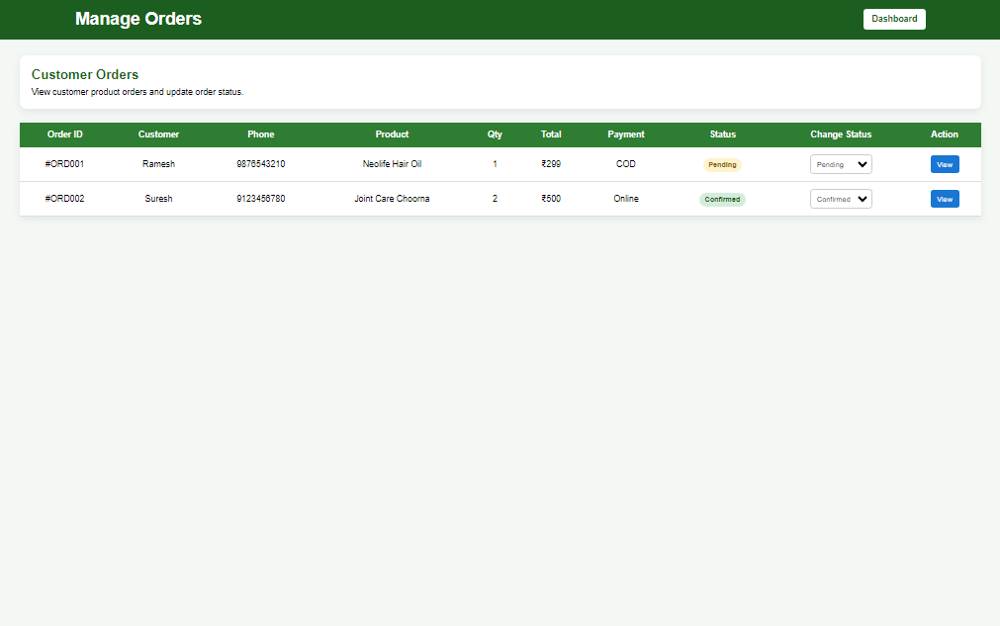 Manage Orders
Dashboard
Customer Orders
View customer product orders and update order status.
Order ID Customer Phone Product Qty Total Payment Status Change Status Action
#ORD001 Ramesh 9876543210 Neolife Hair Oil 1 ₹299 COD Pending Pending View
#ORD002 Suresh 9123456780 Joint Care Choorna 2 ₹500 Online Confirmed Confirmed View